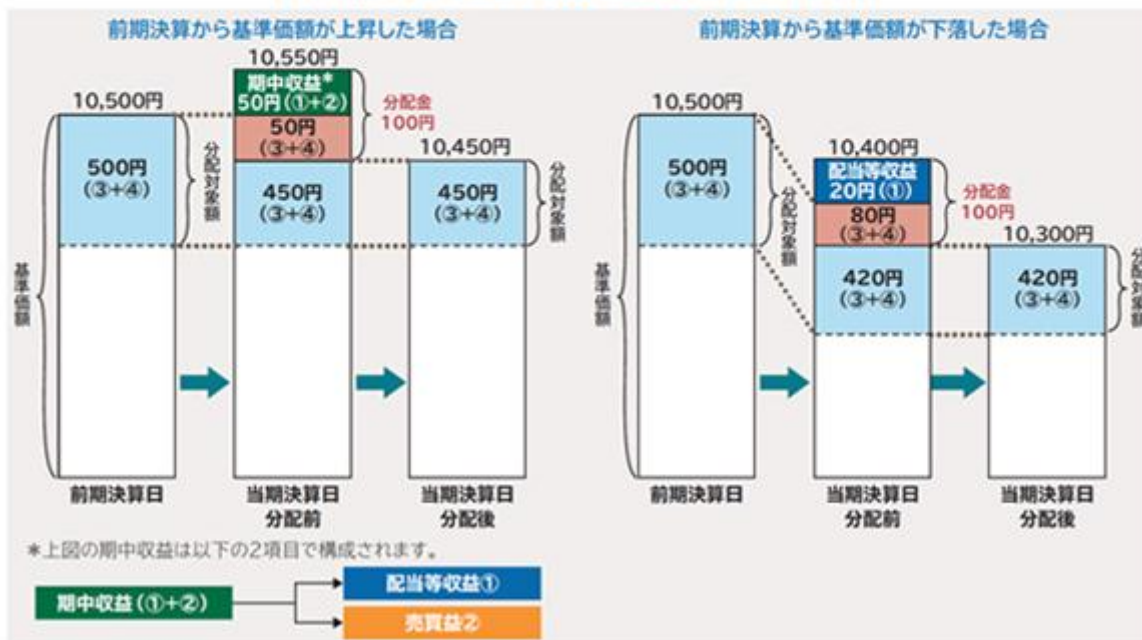 前期決算から基準価額が上昇した場合
10,550円
10,500円
期中収益*
50円(①+②)
分配金
100円
50円
(③+④)
10,450円
500円
(③+④)
分配対象額
450円
(③+④)
450円
(③+④)
分配対象額
基準価額
前期決算日
当期決算日
分配前
当期決算日
分配後
前期決算から基準価額が下落した場合
10,500円
10,400円
500円
(③+④)
分配対象額
配当等収益
20円(①)
分配金
100円
80円
(③+④)
10,300円
420円
(③+④)
420円
(③+④)
分配対象額
基準価額
前期決算日
当期決算日
分配前
当期決算日
分配後
*上図の期中収益は以下の2項目で構成されます。
期中収益(①+②)
配当等収益①
売買益②